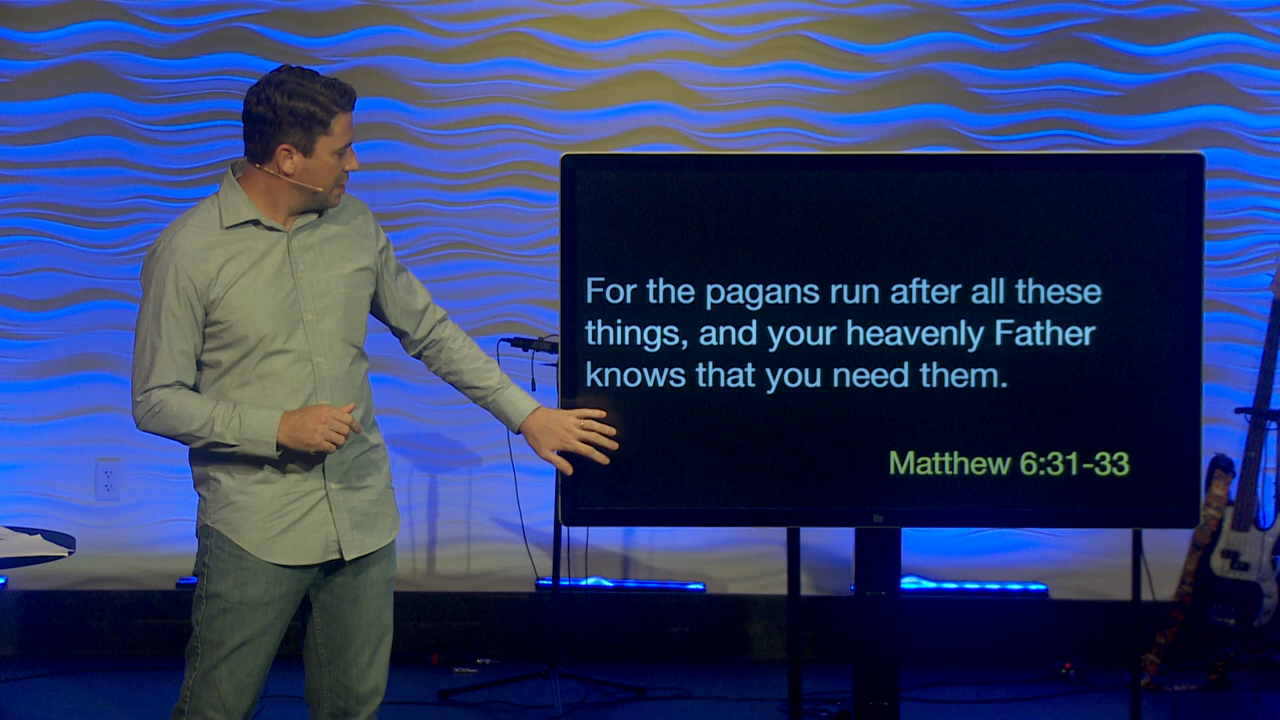 For the pagans run after all these
things, and your heavenly Father
knows that you need them.
Matthew 6:31-33